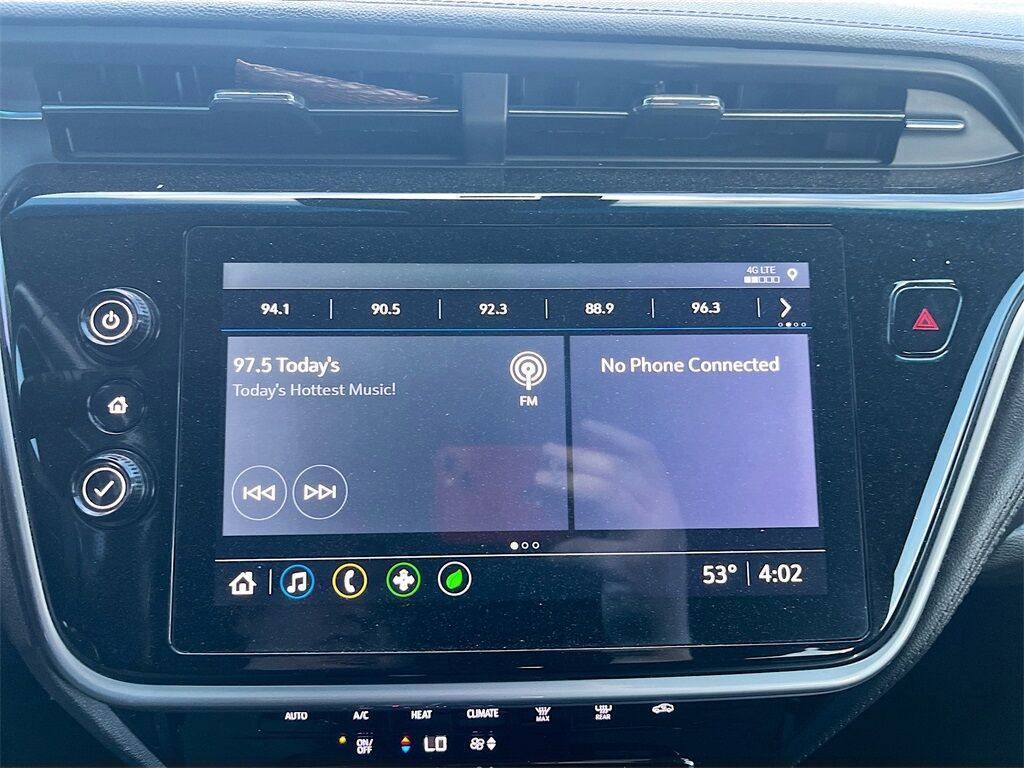 4G LTE
94.1 90.5 92.3 88.9 96.3
97.5 Today's
Today's Hottest Music!
FM
No Phone Connected
53° 4:02
AUTO A/C HEAT CLIMATE MAX REAR
ON/OFF LO